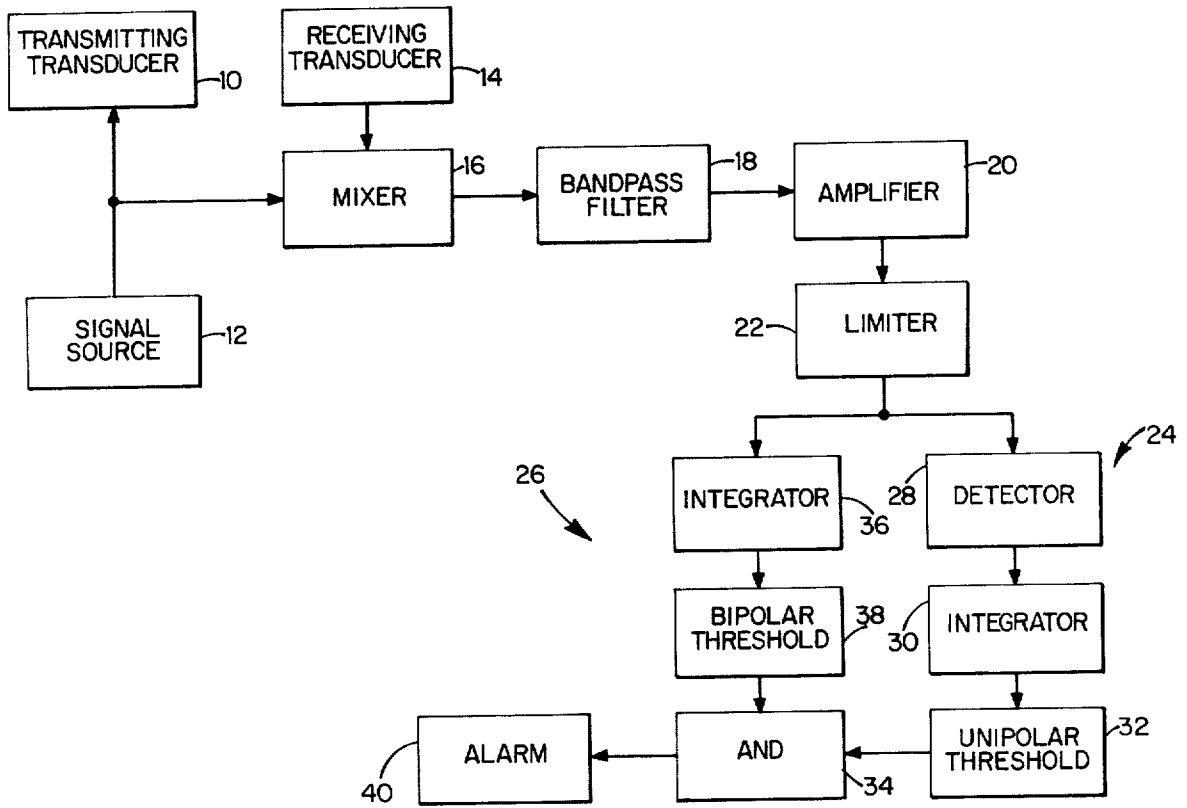 TRANSMITTING
TRANSDUCER
10
RECEIVING
TRANSDUCER
14
MIXER
16
BANDPASS
FILTER
18
AMPLIFIER
20
SIGNAL
SOURCE
12
LIMITER
22
26
24
INTEGRATOR
36
DETECTOR
28
BIPOLAR
THRESHOLD
38
INTEGRATOR
30
ALARM
40
AND
34
UNIPOLAR
THRESHOLD
32